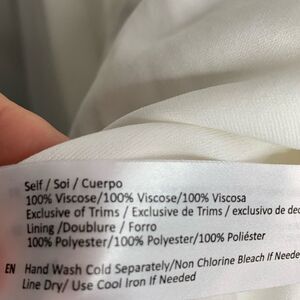 Self / Soi / Cuerpo
100% Viscose/100% Viscose/100% Viscosa
Exclusive of Trims / Exclusive de Trims / exclusivo de dec
Lining /Doublure / Forro
100% Polyester/100% Polyester/100% Poliéster
EN Hand Wash Cold Separately/Non Chlorine Bleach If Neede
Line Dry/ Use Cool Iron If Needed